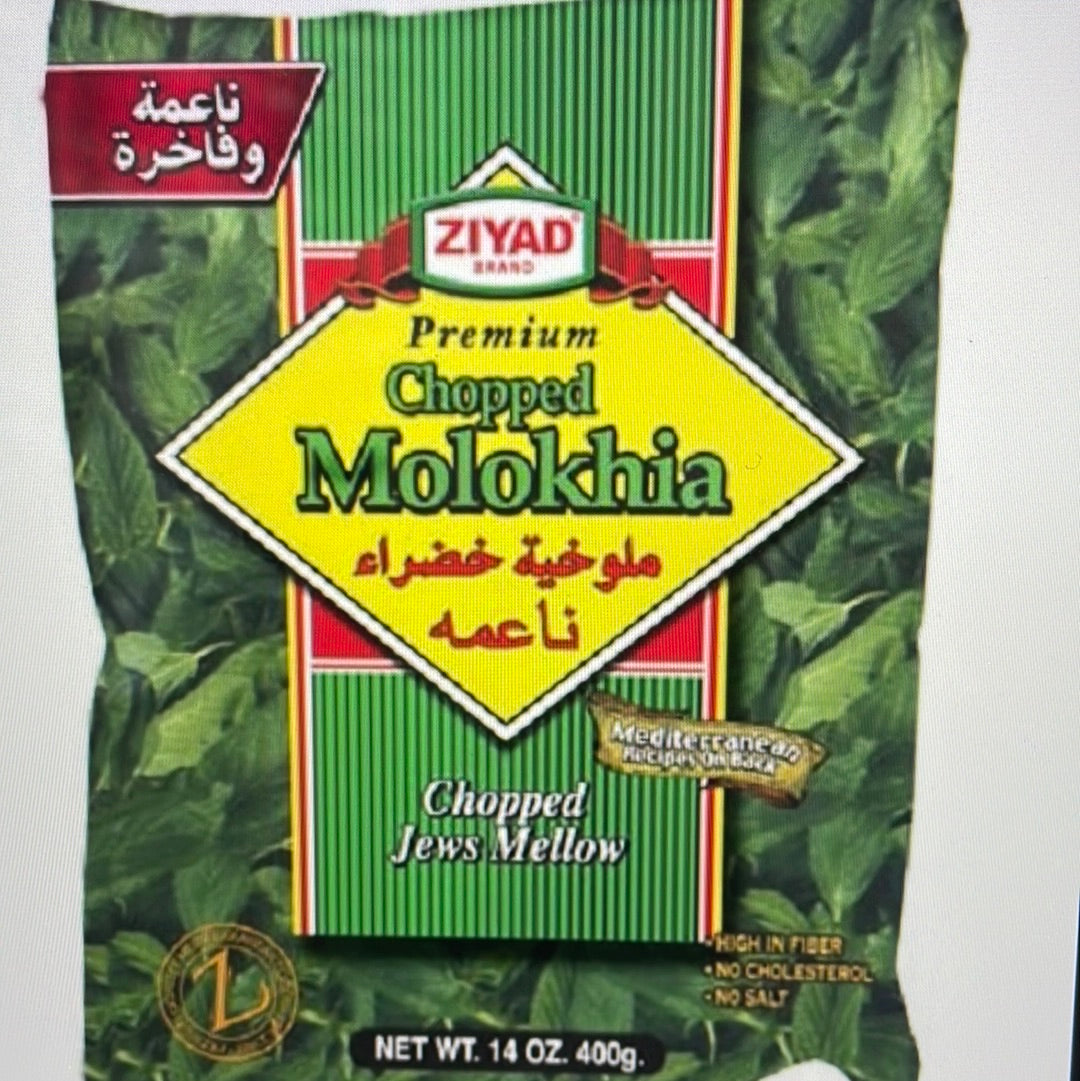 ناعمة
وفاخرة
ZIYAD®
BRAND
Premium
Chopped
Molokhia
ملوخية خضراء
ناعمه
Mediterranean
Recipes On Back
Chopped
Jews Mellow
Z
•HIGH IN FIBER
•NO CHOLESTEROL
•NO SALT
NET WT. 14 OZ. 400g.